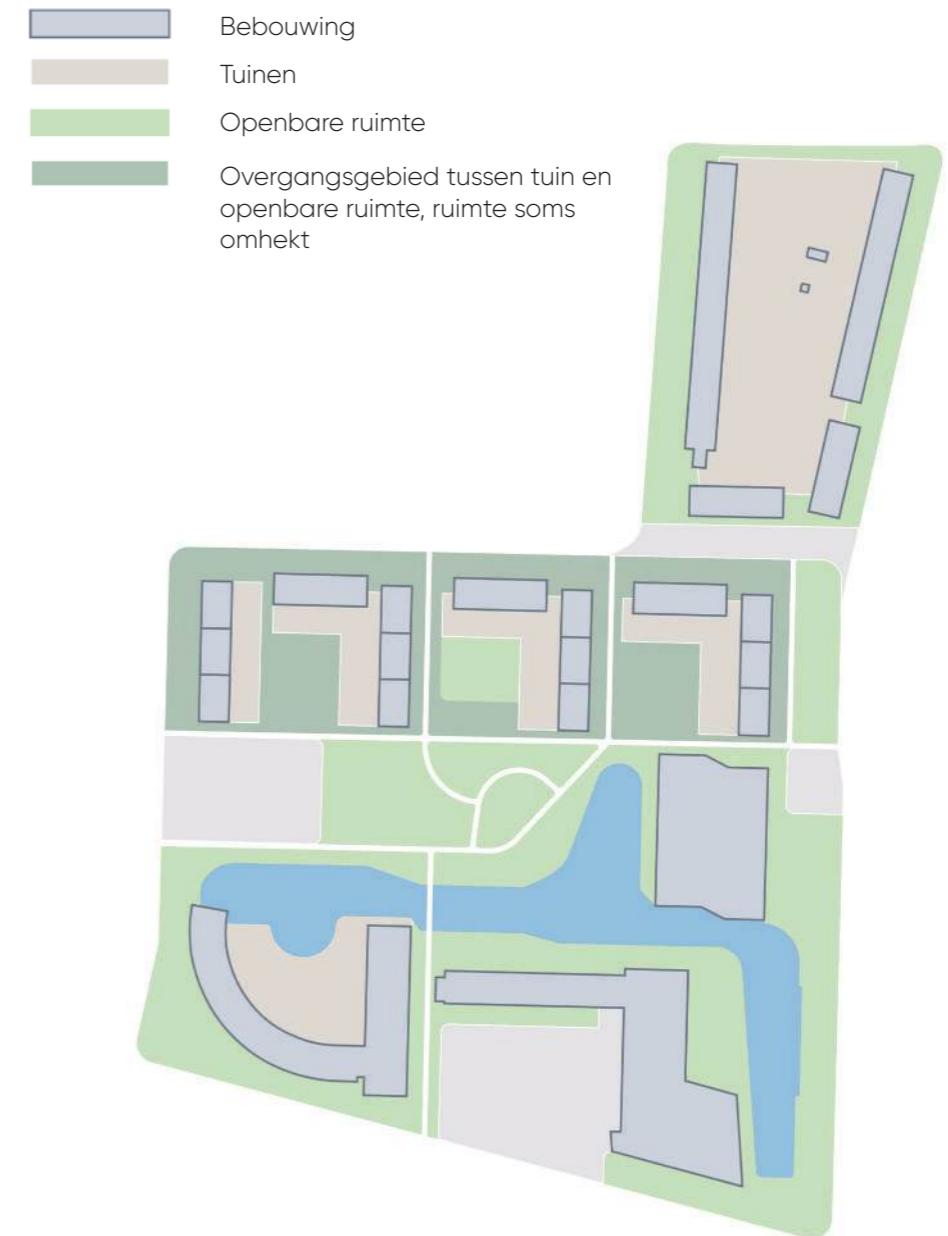 Bebouwing
Tuinen
Openbare ruimte
Overgangsgebied tussen tuin en
openbare ruimte, ruimte soms
omhekt